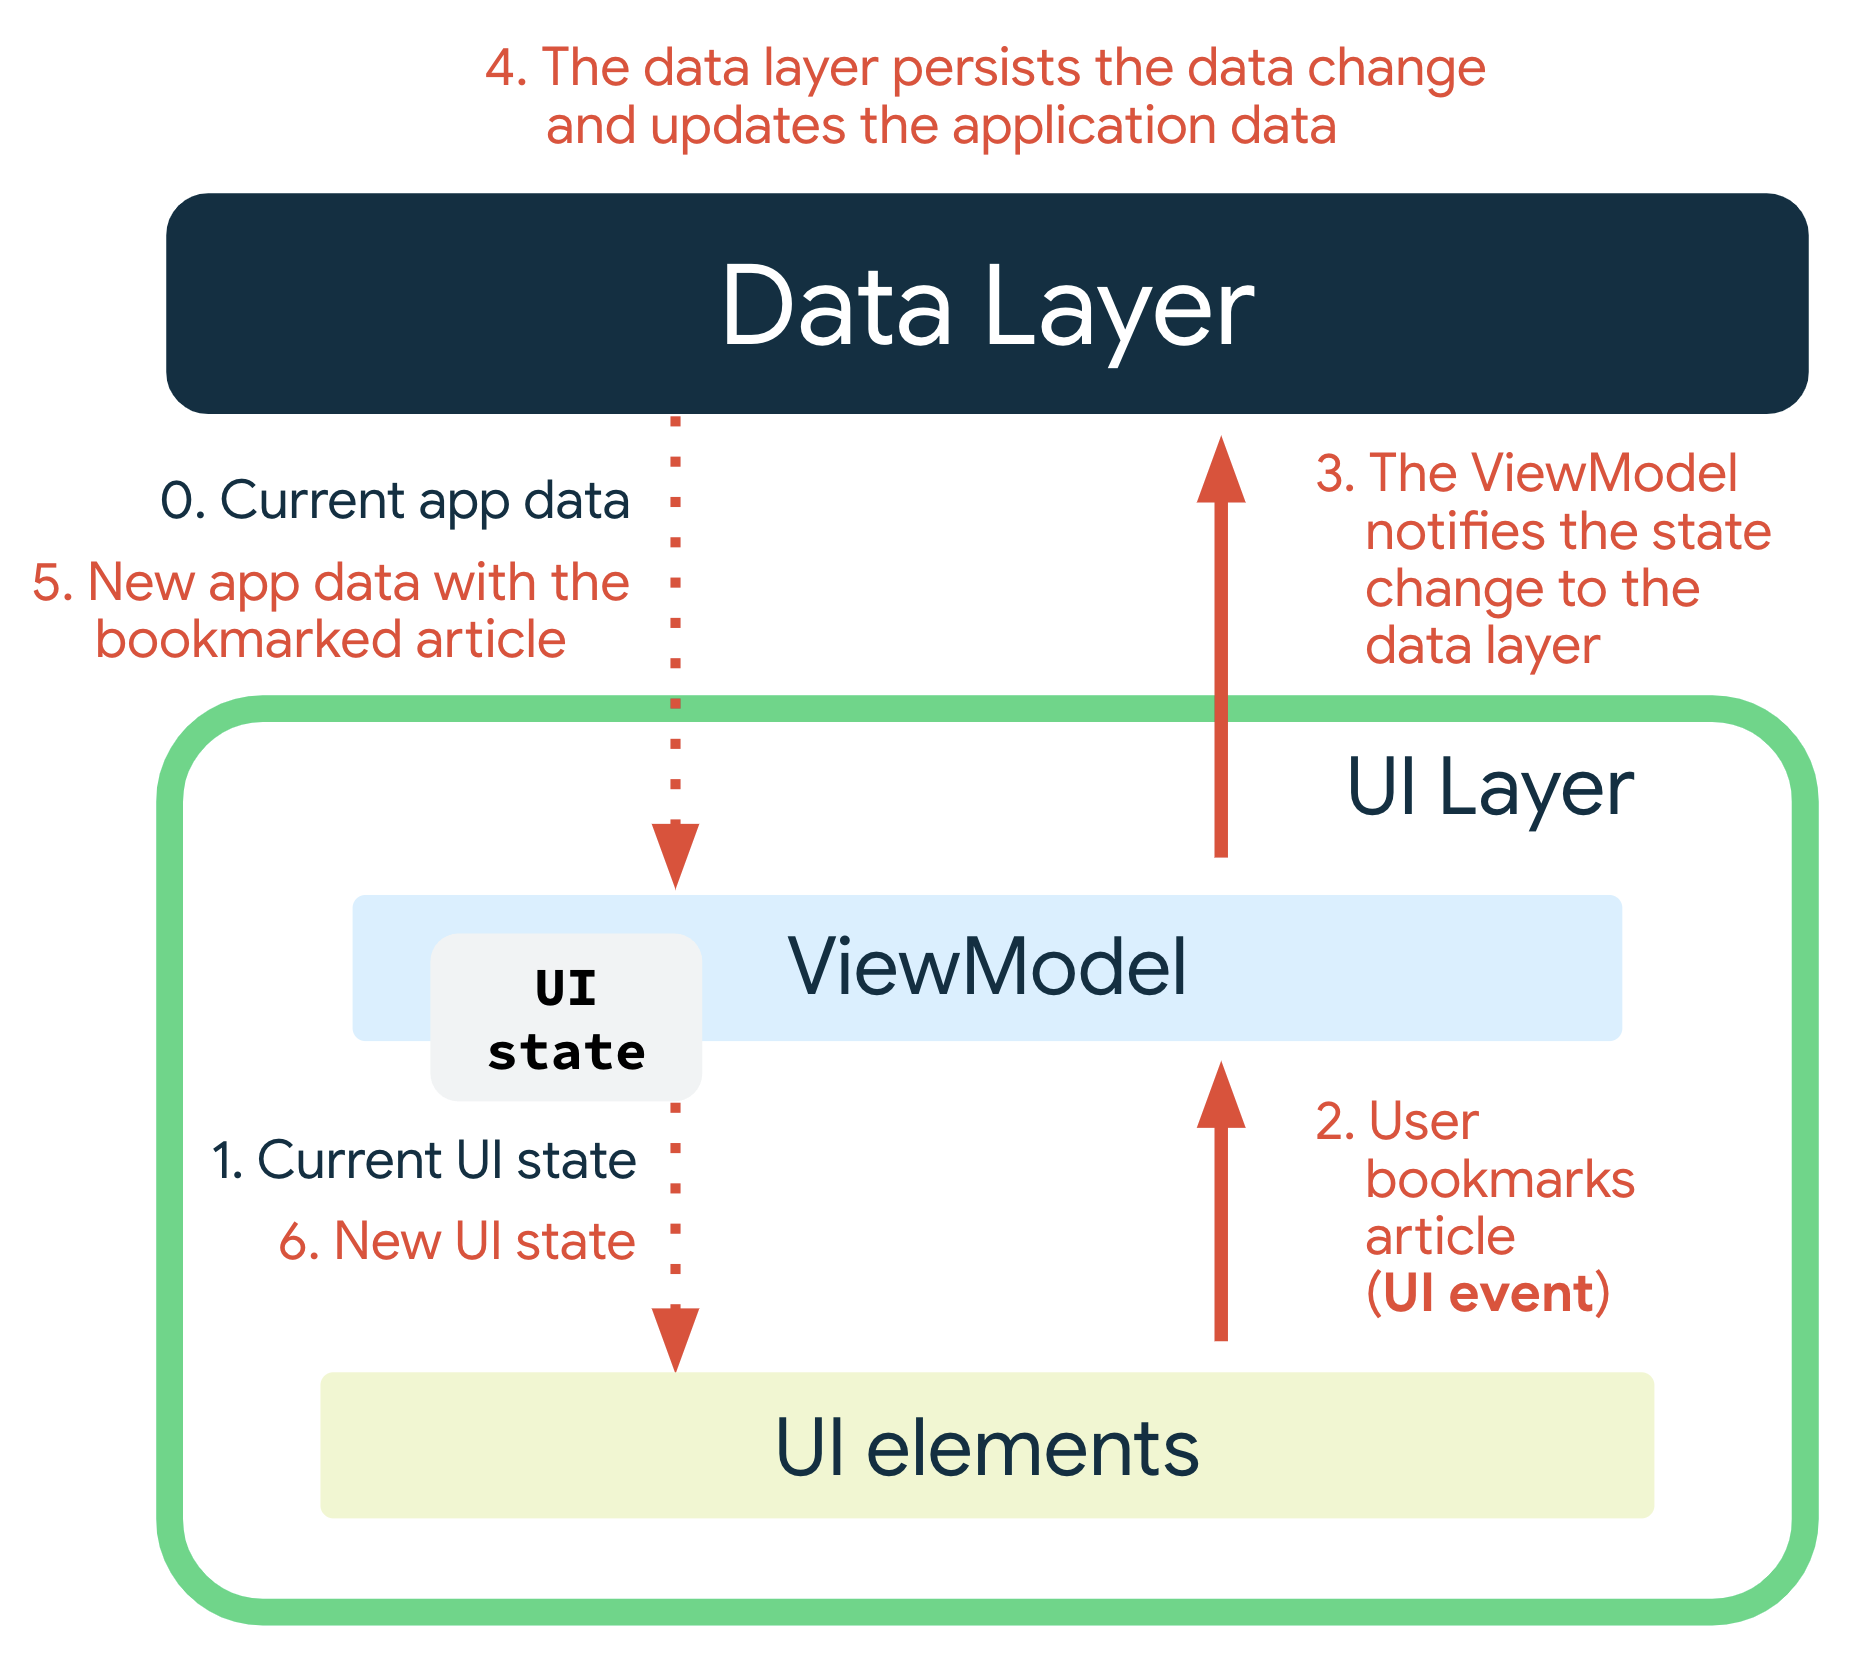 4. The data layer persists the data change
and updates the application data
Data Layer
0. Current app data
5. New app data with the
bookmarked article
3. The ViewModel
notifies the state
change to the
data layer
UI Layer
ViewModel
UI
state
1. Current UI state
6. New UI state
2. User
bookmarks
article
(UI event)
UI elements